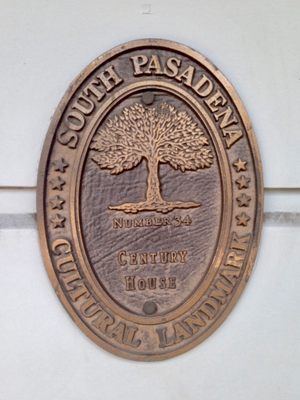 SOUTH PASADENA
NUMBER 34
CENTURY
HOUSE
CULTURAL LANDMARK